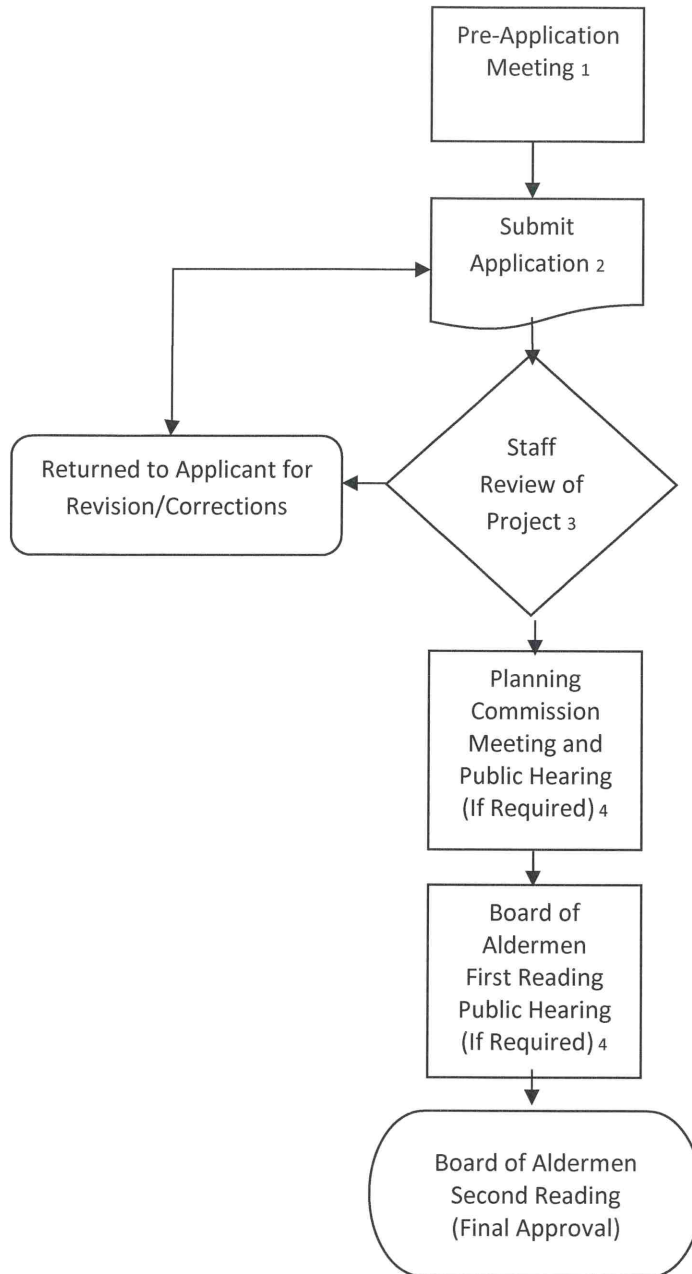 Pre-Application
Meeting 1
Submit
Application 2
Staff
Review of
Project 3
Returned to Applicant for
Revision/Corrections
Planning
Commission
Meeting and
Public Hearing
(If Required) 4
Board of
Aldermen
First Reading
Public Hearing
(If Required) 4
Board of Aldermen
Second Reading
(Final Approval)